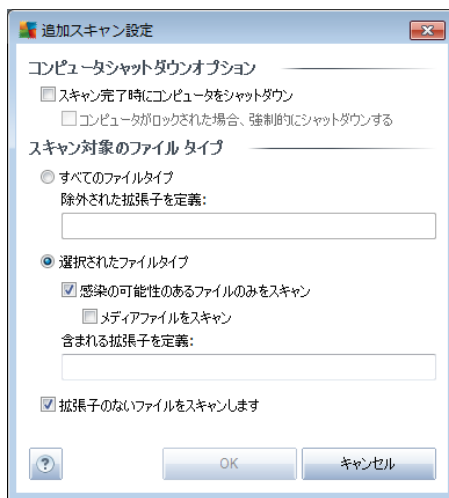 追加スキャン設定
コンピュータシャットダウンオプション
スキャン完了時にコンピュータをシャットダウン
コンピュータがロックされた場合、強制的にシャットダウンする
スキャン対象のファイル タイプ
すべてのファイルタイプ
除外された拡張子を定義:
選択されたファイルタイプ
感染の可能性のあるファイルのみをスキャン
メディアファイルをスキャン
含まれる拡張子を定義:
拡張子のないファイルをスキャンします
?
OK
キャンセル